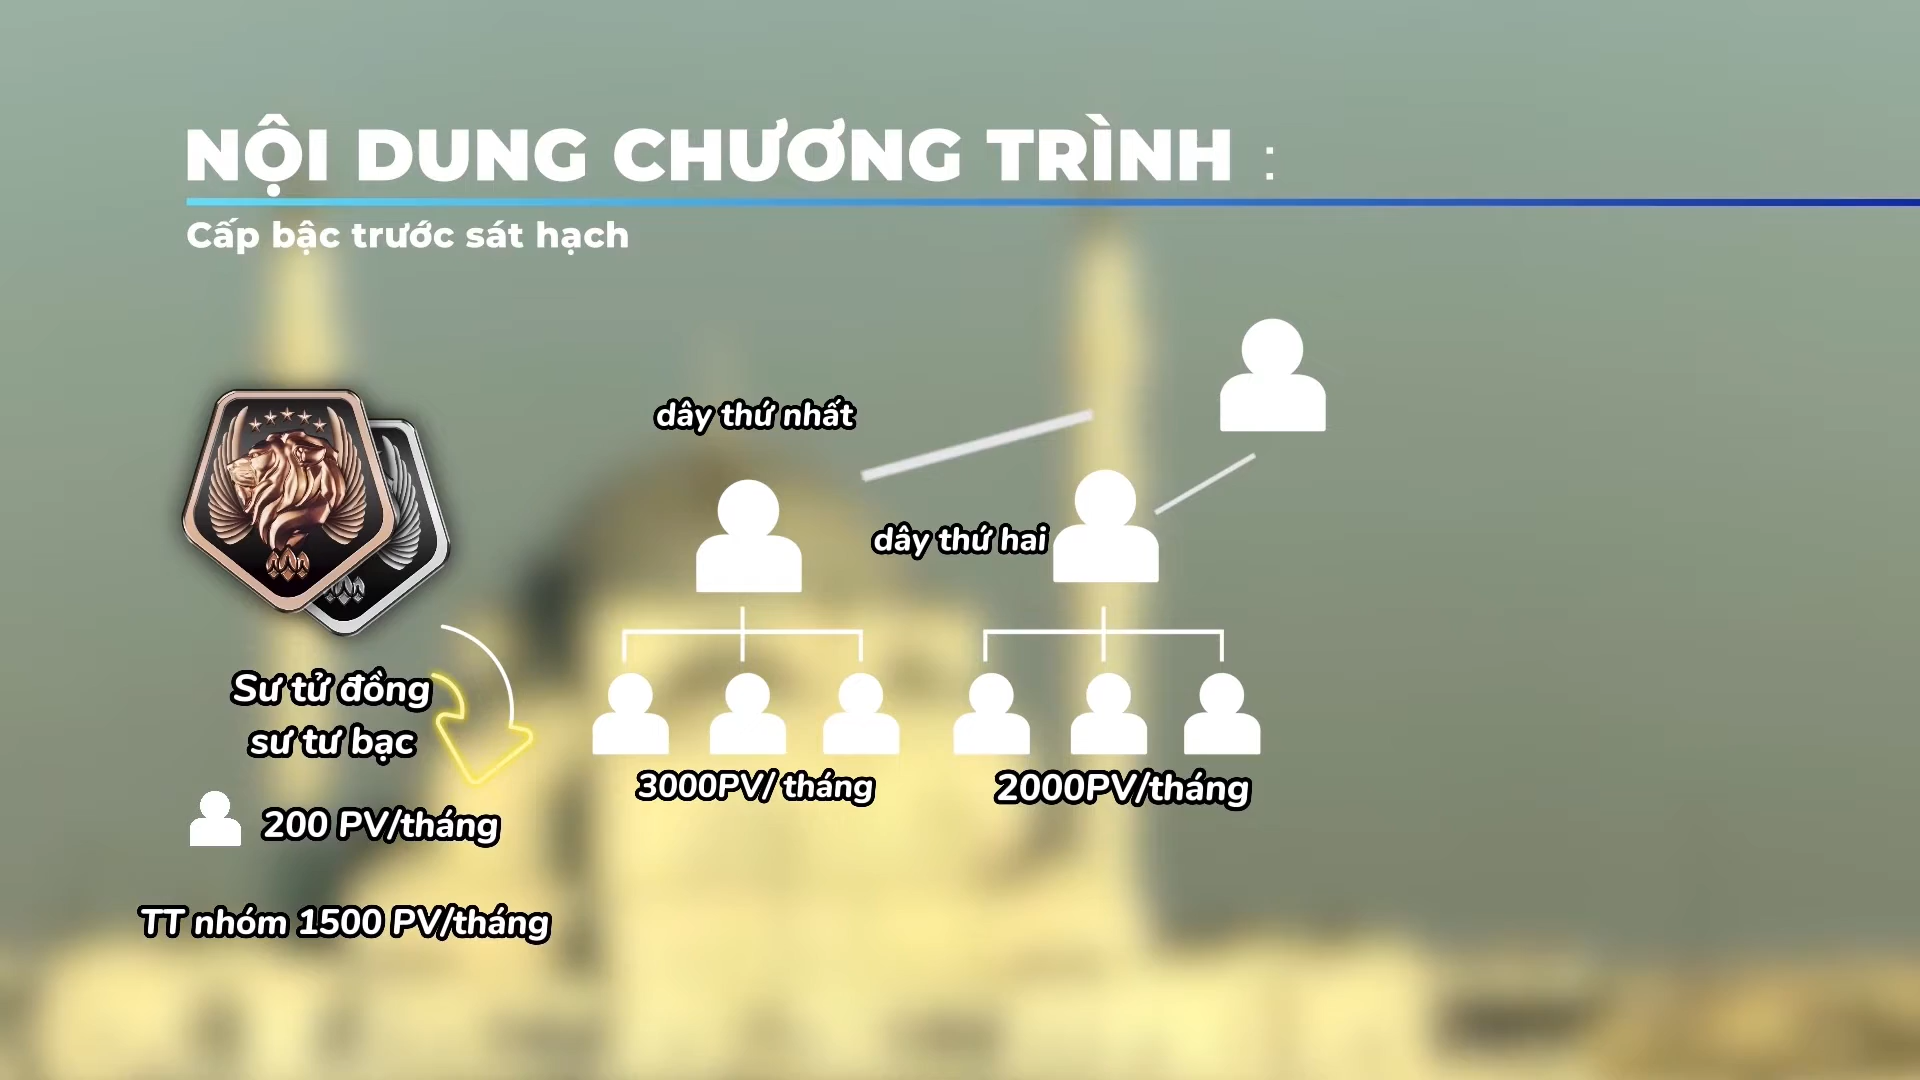 NỘI DUNG CHƯƠNG TRÌNH :
Cấp bậc trước sát hạch
dây thứ nhất
dây thứ hai
Sư tử đồng
sư tư bạc
200 PV/tháng
TT nhóm 1500 PV/tháng
3000PV/ tháng
2000PV/tháng